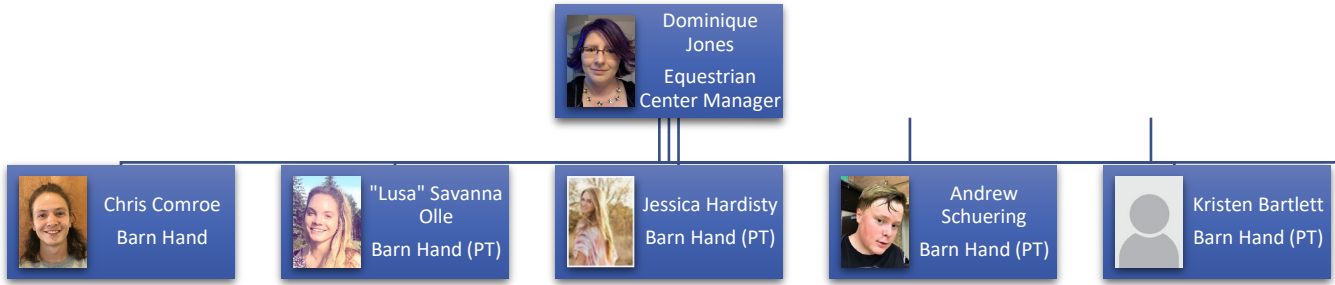 Dominique
Jones
Equestrian
Center Manager
Chris Comroe
Barn Hand
"Lusa" Savanna
Olle
Barn Hand (PT)
Jessica Hardisty
Barn Hand (PT)
Andrew
Schuering
Barn Hand (PT)
Kristen Bartlett
Barn Hand (PT)